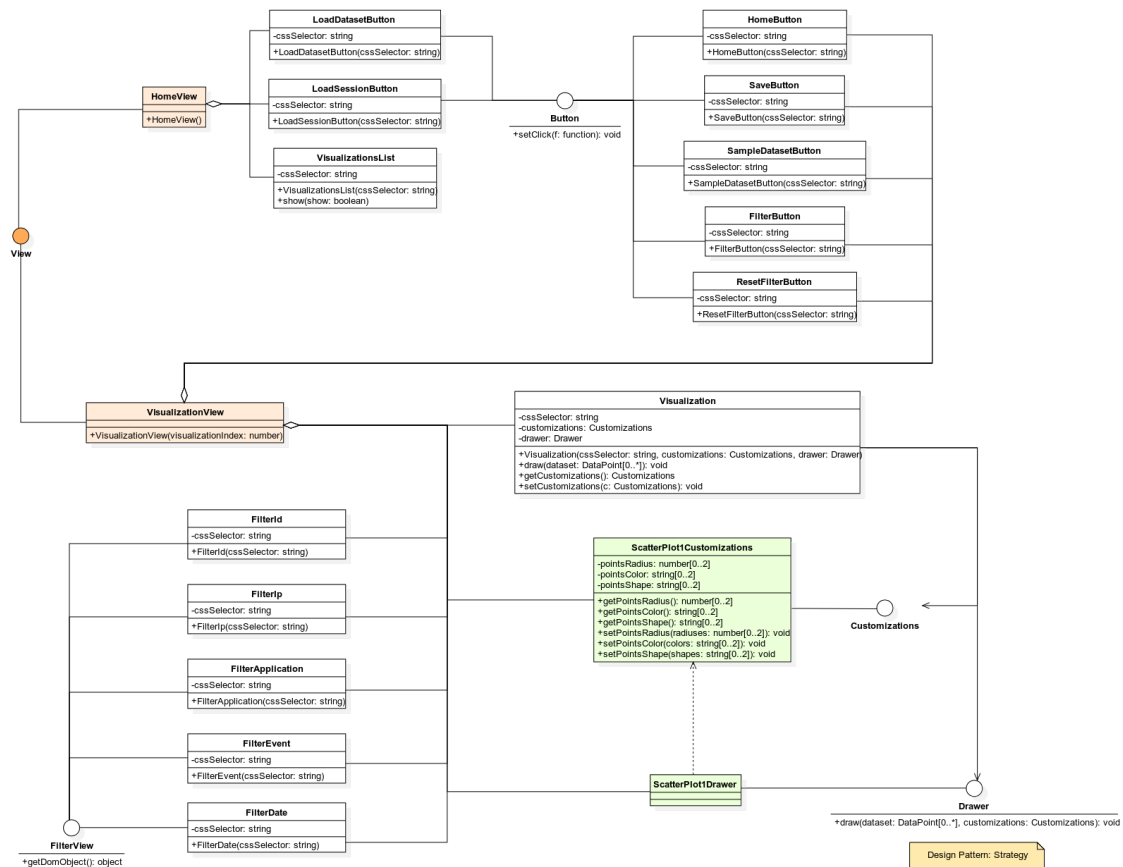 LoadDatasetButton
-cssSelector: string
+LoadDatasetButton(cssSelector: string)
HomeButton
-cssSelector: string
+HomeButton(cssSelector: string)
HomeView
+HomeView()
LoadSessionButton
-cssSelector: string
+LoadSessionButton(cssSelector: string)
Button
+setClick(f: function): void
SaveButton
-cssSelector: string
+SaveButton(cssSelector: string)
VisualizationsList
-cssSelector: string
+VisualizationsList(cssSelector: string)
+show(show: boolean)
SampleDatasetButton
-cssSelector: string
+SampleDatasetButton(cssSelector: string)
View
FilterButton
-cssSelector: string
+FilterButton(cssSelector: string)
ResetFilterButton
-cssSelector: string
+ResetFilterButton(cssSelector: string)
VisualizationView
+VisualizationView(visualizationIndex: number)
Visualization
-cssSelector: string
-customizations: Customizations
-drawer: Drawer
+Visualization(cssSelector: string, customizations: Customizations, drawer: Drawer)
+draw(dataset: DataPoint[0..*]): void
+getCustomizations(): Customizations
+setCustomizations(c: Customizations): void
FilterId
-cssSelector: string
+FilterId(cssSelector: string)
ScatterPlot1Customizations
-pointsRadius: number[0..2]
-pointsColor: string[0..2]
-pointsShape: string[0..2]
+getPointsRadius(): number[0..2]
+getPointsColor(): string[0..2]
+getPointsShape(): string[0..2]
+setPointsRadius(radiuses: number[0..2]): void
+setPointsColor(colors: string[0..2]): void
+setPointsShape(shapes: string[0..2]): void
Customizations
FilterIp
-cssSelector: string
+FilterIp(cssSelector: string)
FilterApplication
-cssSelector: string
+FilterApplication(cssSelector: string)
FilterEvent
-cssSelector: string
+FilterEvent(cssSelector: string)
ScatterPlot1Drawer
Drawer
+draw(dataset: DataPoint[0..*], customizations: Customizations): void
FilterDate
-cssSelector: string
+FilterDate(cssSelector: string)
FilterView
+getDomObject(): object
Design Pattern: Strategy